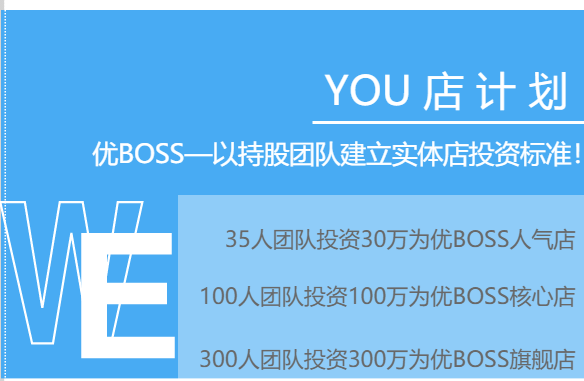 YOU 店 计 划
优BOSS—以持股团队建立实体店投资标准!
WE
35人团队投资30万为优BOSS人气店
100人团队投资100万为优BOSS核心店
300人团队投资300万为优BOSS旗舰店